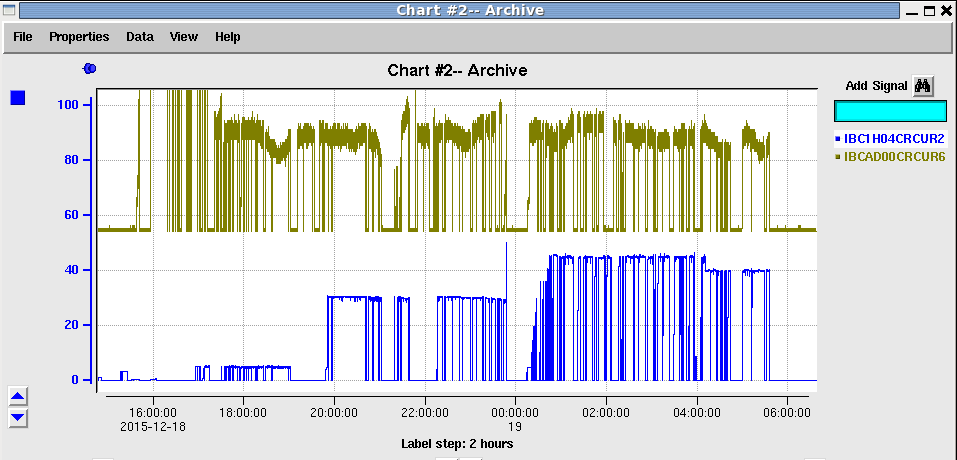 Chart #2-- Archive
File Properties Data View Help
Chart #2-- Archive
Add Signal
IBC1H04CRCUR2
IBCAD00CRCUR6
100
80
60
40
20
0
16:00:00 18:00:00 20:00:00 22:00:00 00:00:00 02:00:00 04:00:00 06:00:00
2015-12-18 19
Label step: 2 hours